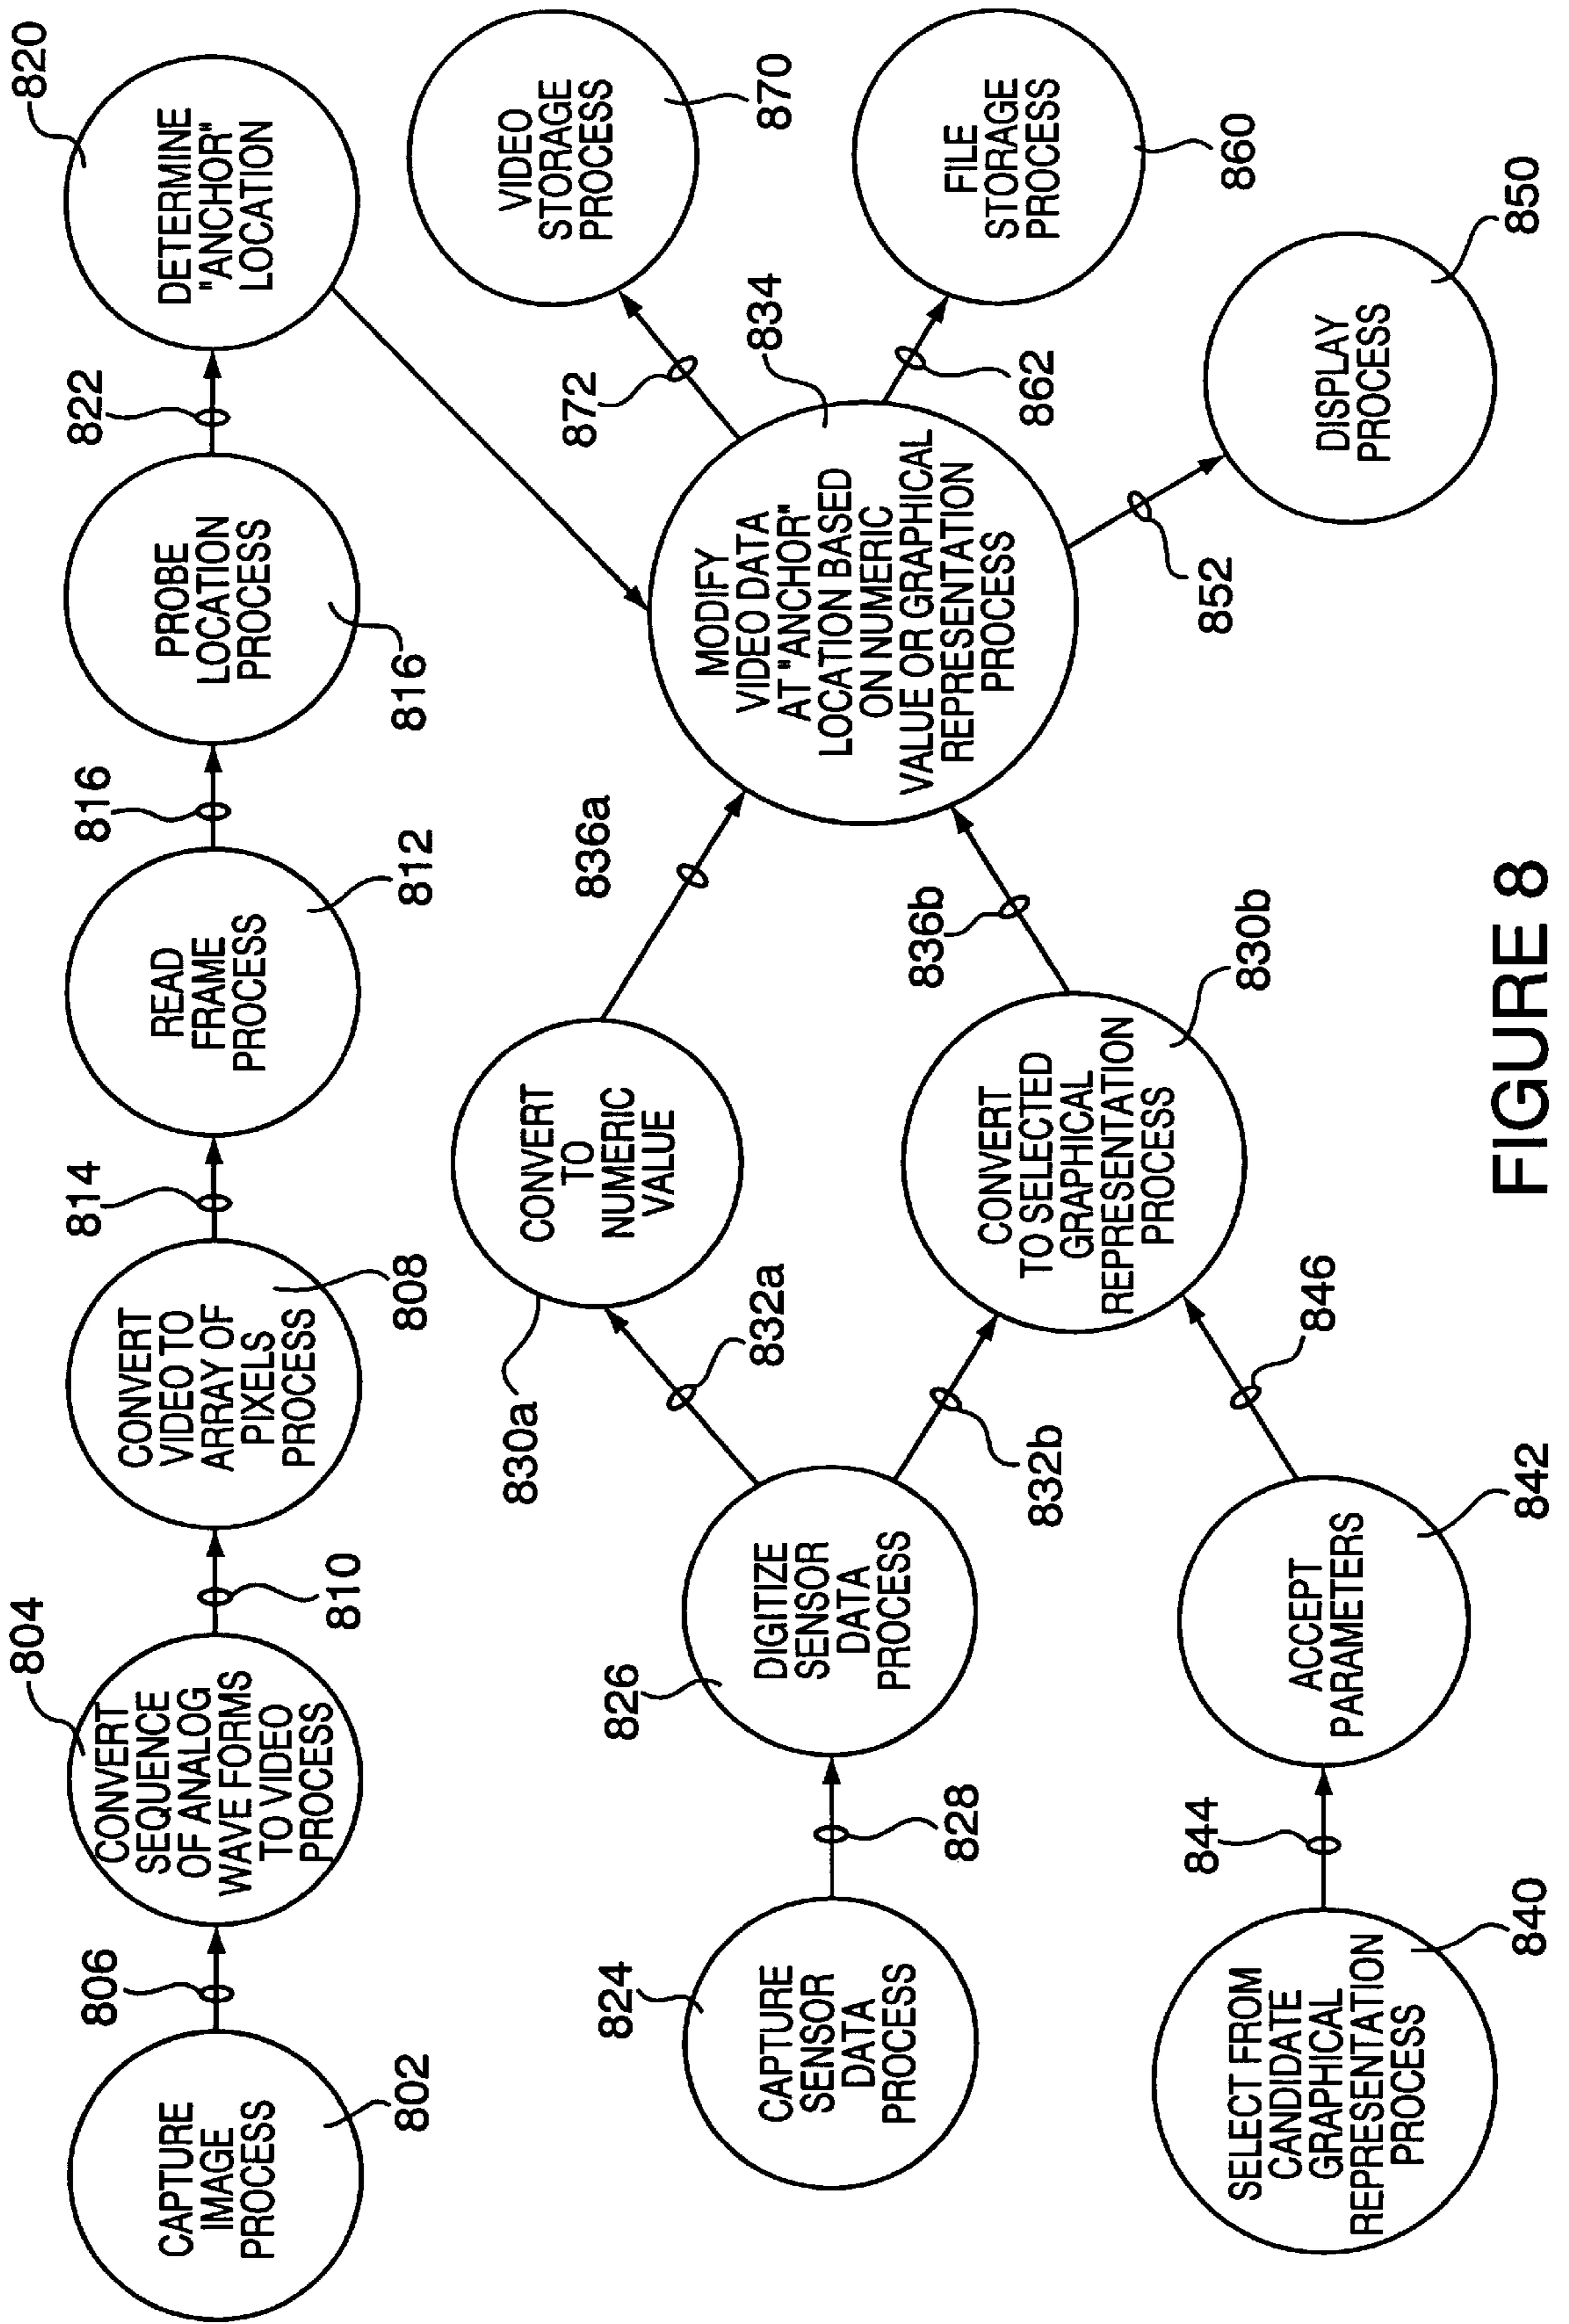 806
804
810
814
816
822
820
CAPTURE
IMAGE
PROCESS
802
CONVERT
SEQUENCE
OF ANALOG
WAVE FORMS
TO VIDEO
PROCESS
CONVERT
VIDEO TO
ARRAY OF
PIXELS
PROCESS
808
READ
FRAME
PROCESS
812
PROBE
LOCATION
PROCESS
816
DETERMINE
"ANCHOR"
LOCATION
824
CAPTURE
SENSOR
DATA
PROCESS
828
826
DIGITIZE
SENSOR
DATA
PROCESS
832a
832b
830a
CONVERT
TO
NUMERIC
VALUE
836a
836b
MODIFY
VIDEO DATA
AT "ANCHOR"
LOCATION BASED
ON NUMERIC
VALUE OR GRAPHICAL
REPRESENTATION
PROCESS
834
872
VIDEO
STORAGE
PROCESS
870
862
FILE
STORAGE
PROCESS
860
852
DISPLAY
PROCESS
850
CONVERT
TO SELECTED
GRAPHICAL
REPRESENTATION
PROCESS
830b
SELECT FROM
CANDIDATE
GRAPHICAL
REPRESENTATION
PROCESS
840
844
ACCEPT
PARAMETERS
842
846
FIGURE 8